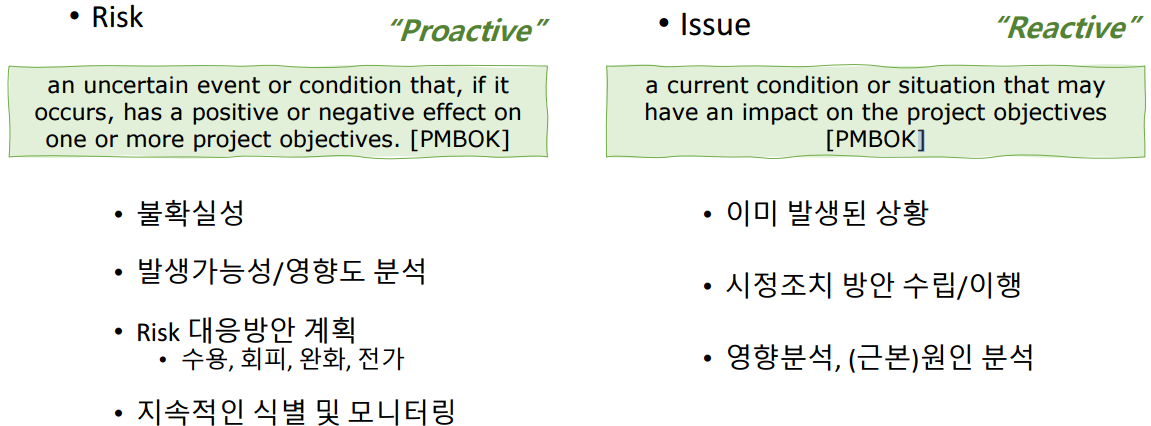 • Risk
“Proactive”
an uncertain event or condition that, if it
occurs, has a positive or negative effect on
one or more project objectives. [PMBOK]
• 불확실성
• 발생가능성/영향도 분석
• Risk 대응방안 계획
• 수용, 회피, 완화, 전가
• 지속적인 식별 및 모니터링
• Issue
“Reactive”
a current condition or situation that may
have an impact on the project objectives
[PMBOK]
• 이미 발생된 상황
• 시정조치 방안 수립/이행
• 영향분석, (근본)원인 분석